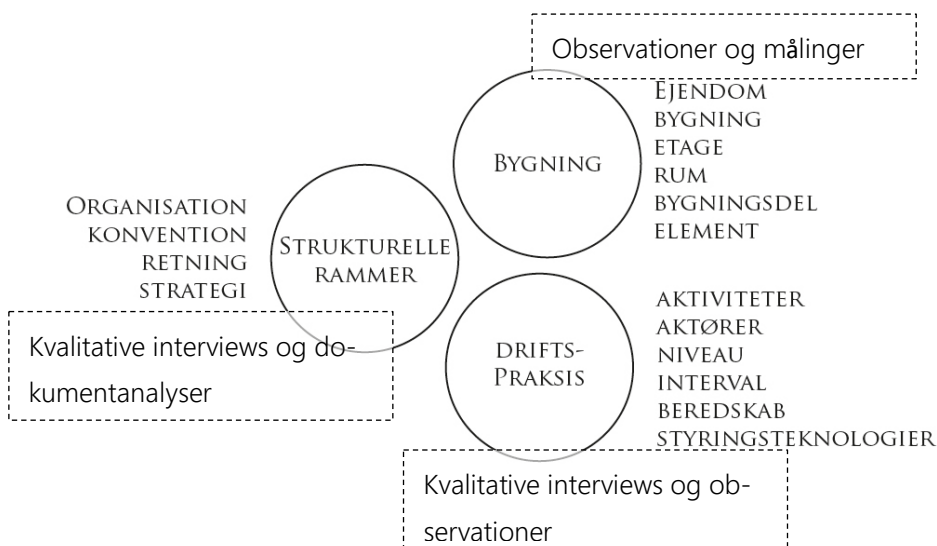 Observationer og målinger
EJENDOM
BYGNING
ETAGE
RUM
BYGNINGSDEL
ELEMENT
BYGNING
ORGANISATION
KONVENTION
RETNING
STRATEGI
STRUKTURELLE
RAMMER
Kvalitative interviews og do-
kumentanalyser
DRIFTS-
PRAKSIS
AKTIVITETER
AKTØRER
NIVEAU
INTERVAL
BEREDSKAB
STYRINGSTEKNOLOGIER
Kvalitative interviews og ob-
servationer